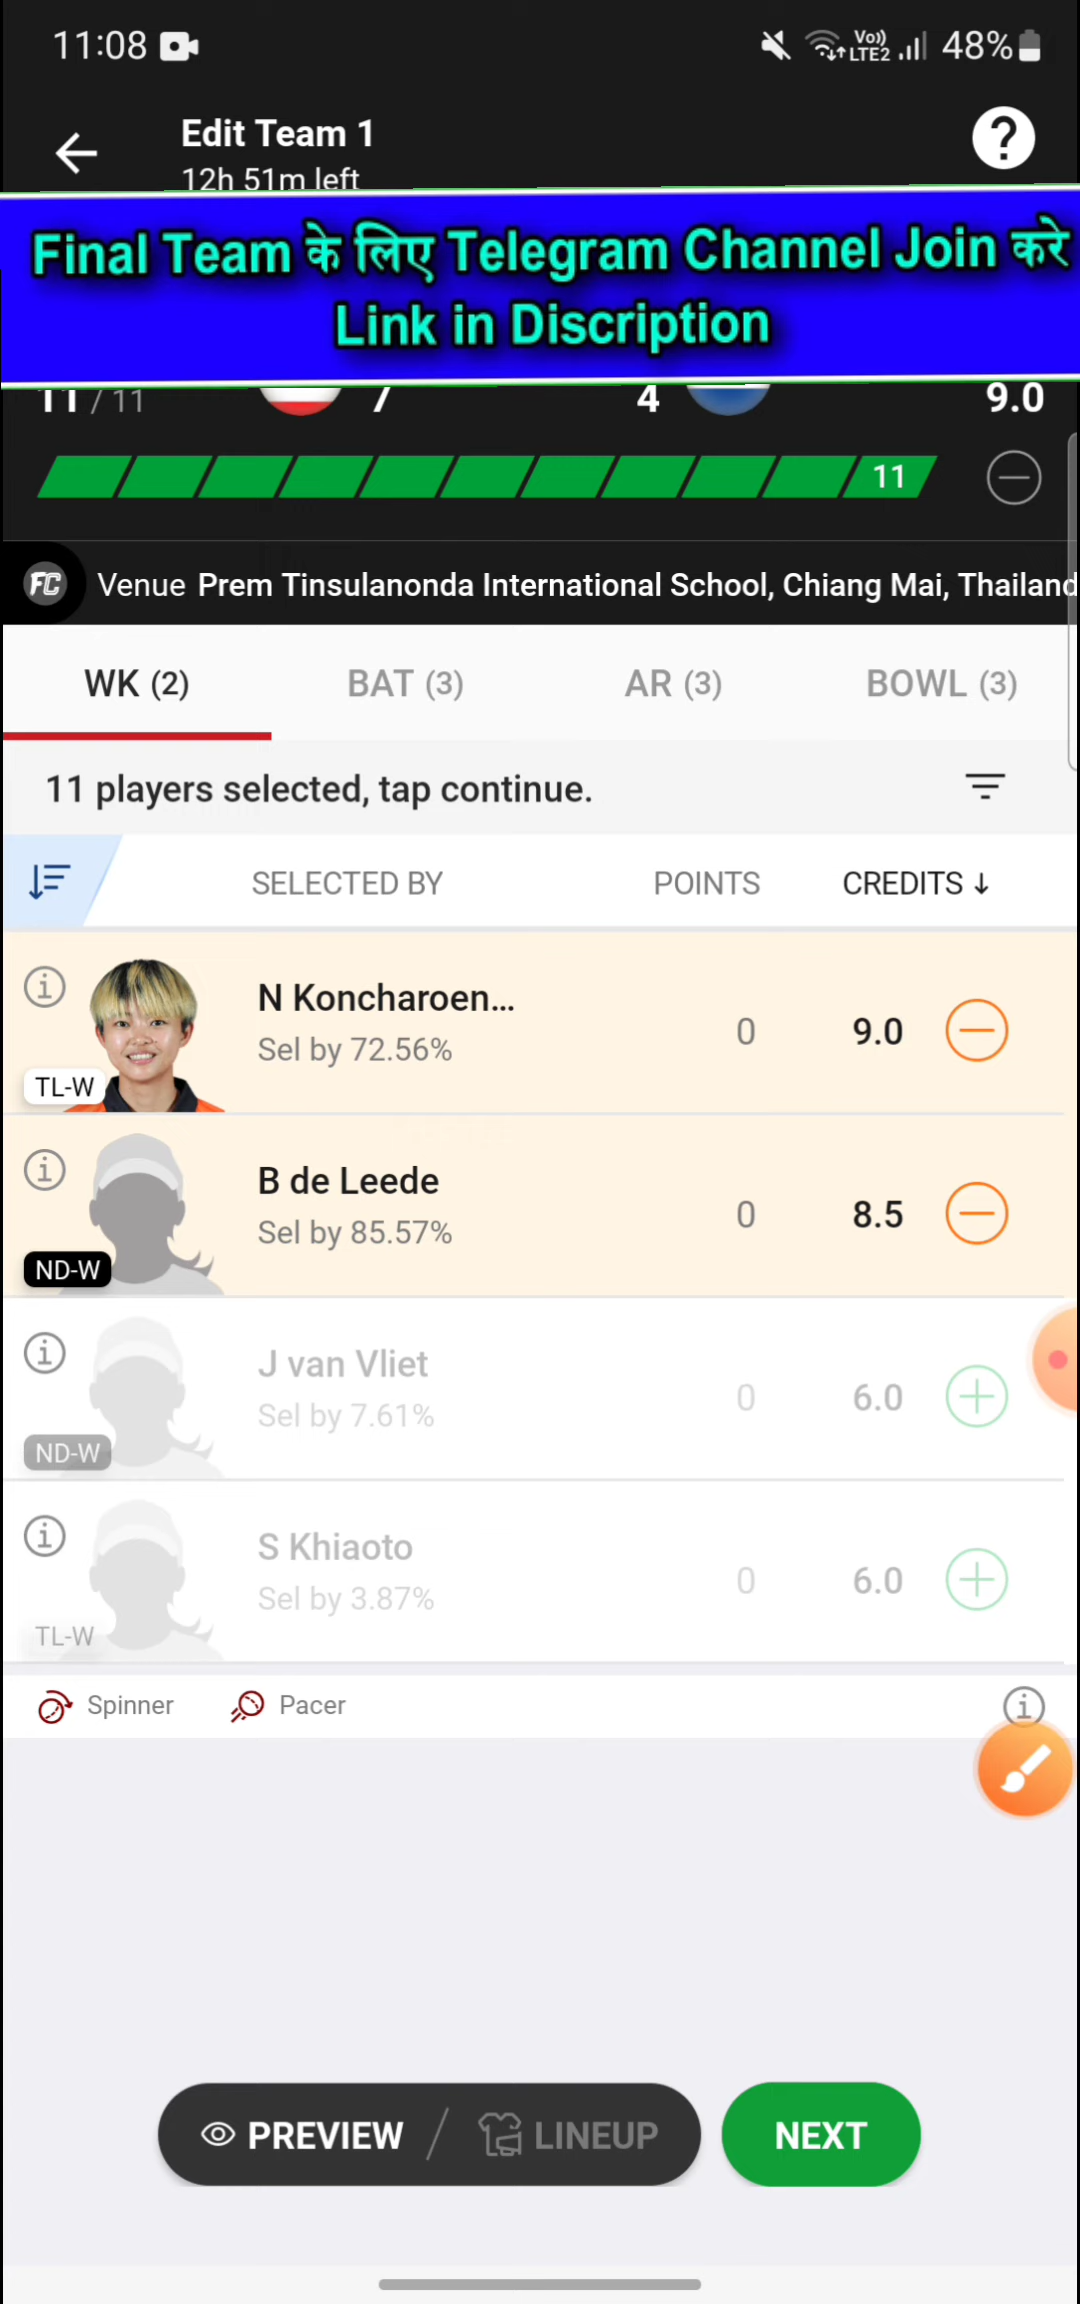 11:08
Vo)) LTE2 48%
Edit Team 1
?
12h 51m left
Final Team के लिए Telegram Channel Join करे
Link in Discription
11 / 11 7 4 9.0
11
FC Venue Prem Tinsulanonda International School, Chiang Mai, Thailand
WK (2) BAT (3) AR (3) BOWL (3)
11 players selected, tap continue.
SELECTED BY POINTS CREDITS ↓
N Koncharoen...
Sel by 72.56%
0 9.0
TL-W
B de Leede
Sel by 85.57%
0 8.5
ND-W
J van Vliet
Sel by 7.61%
0 6.0
ND-W
S Khiaoto
Sel by 3.87%
0 6.0
TL-W
Spinner Pacer
PREVIEW / LINEUP NEXT